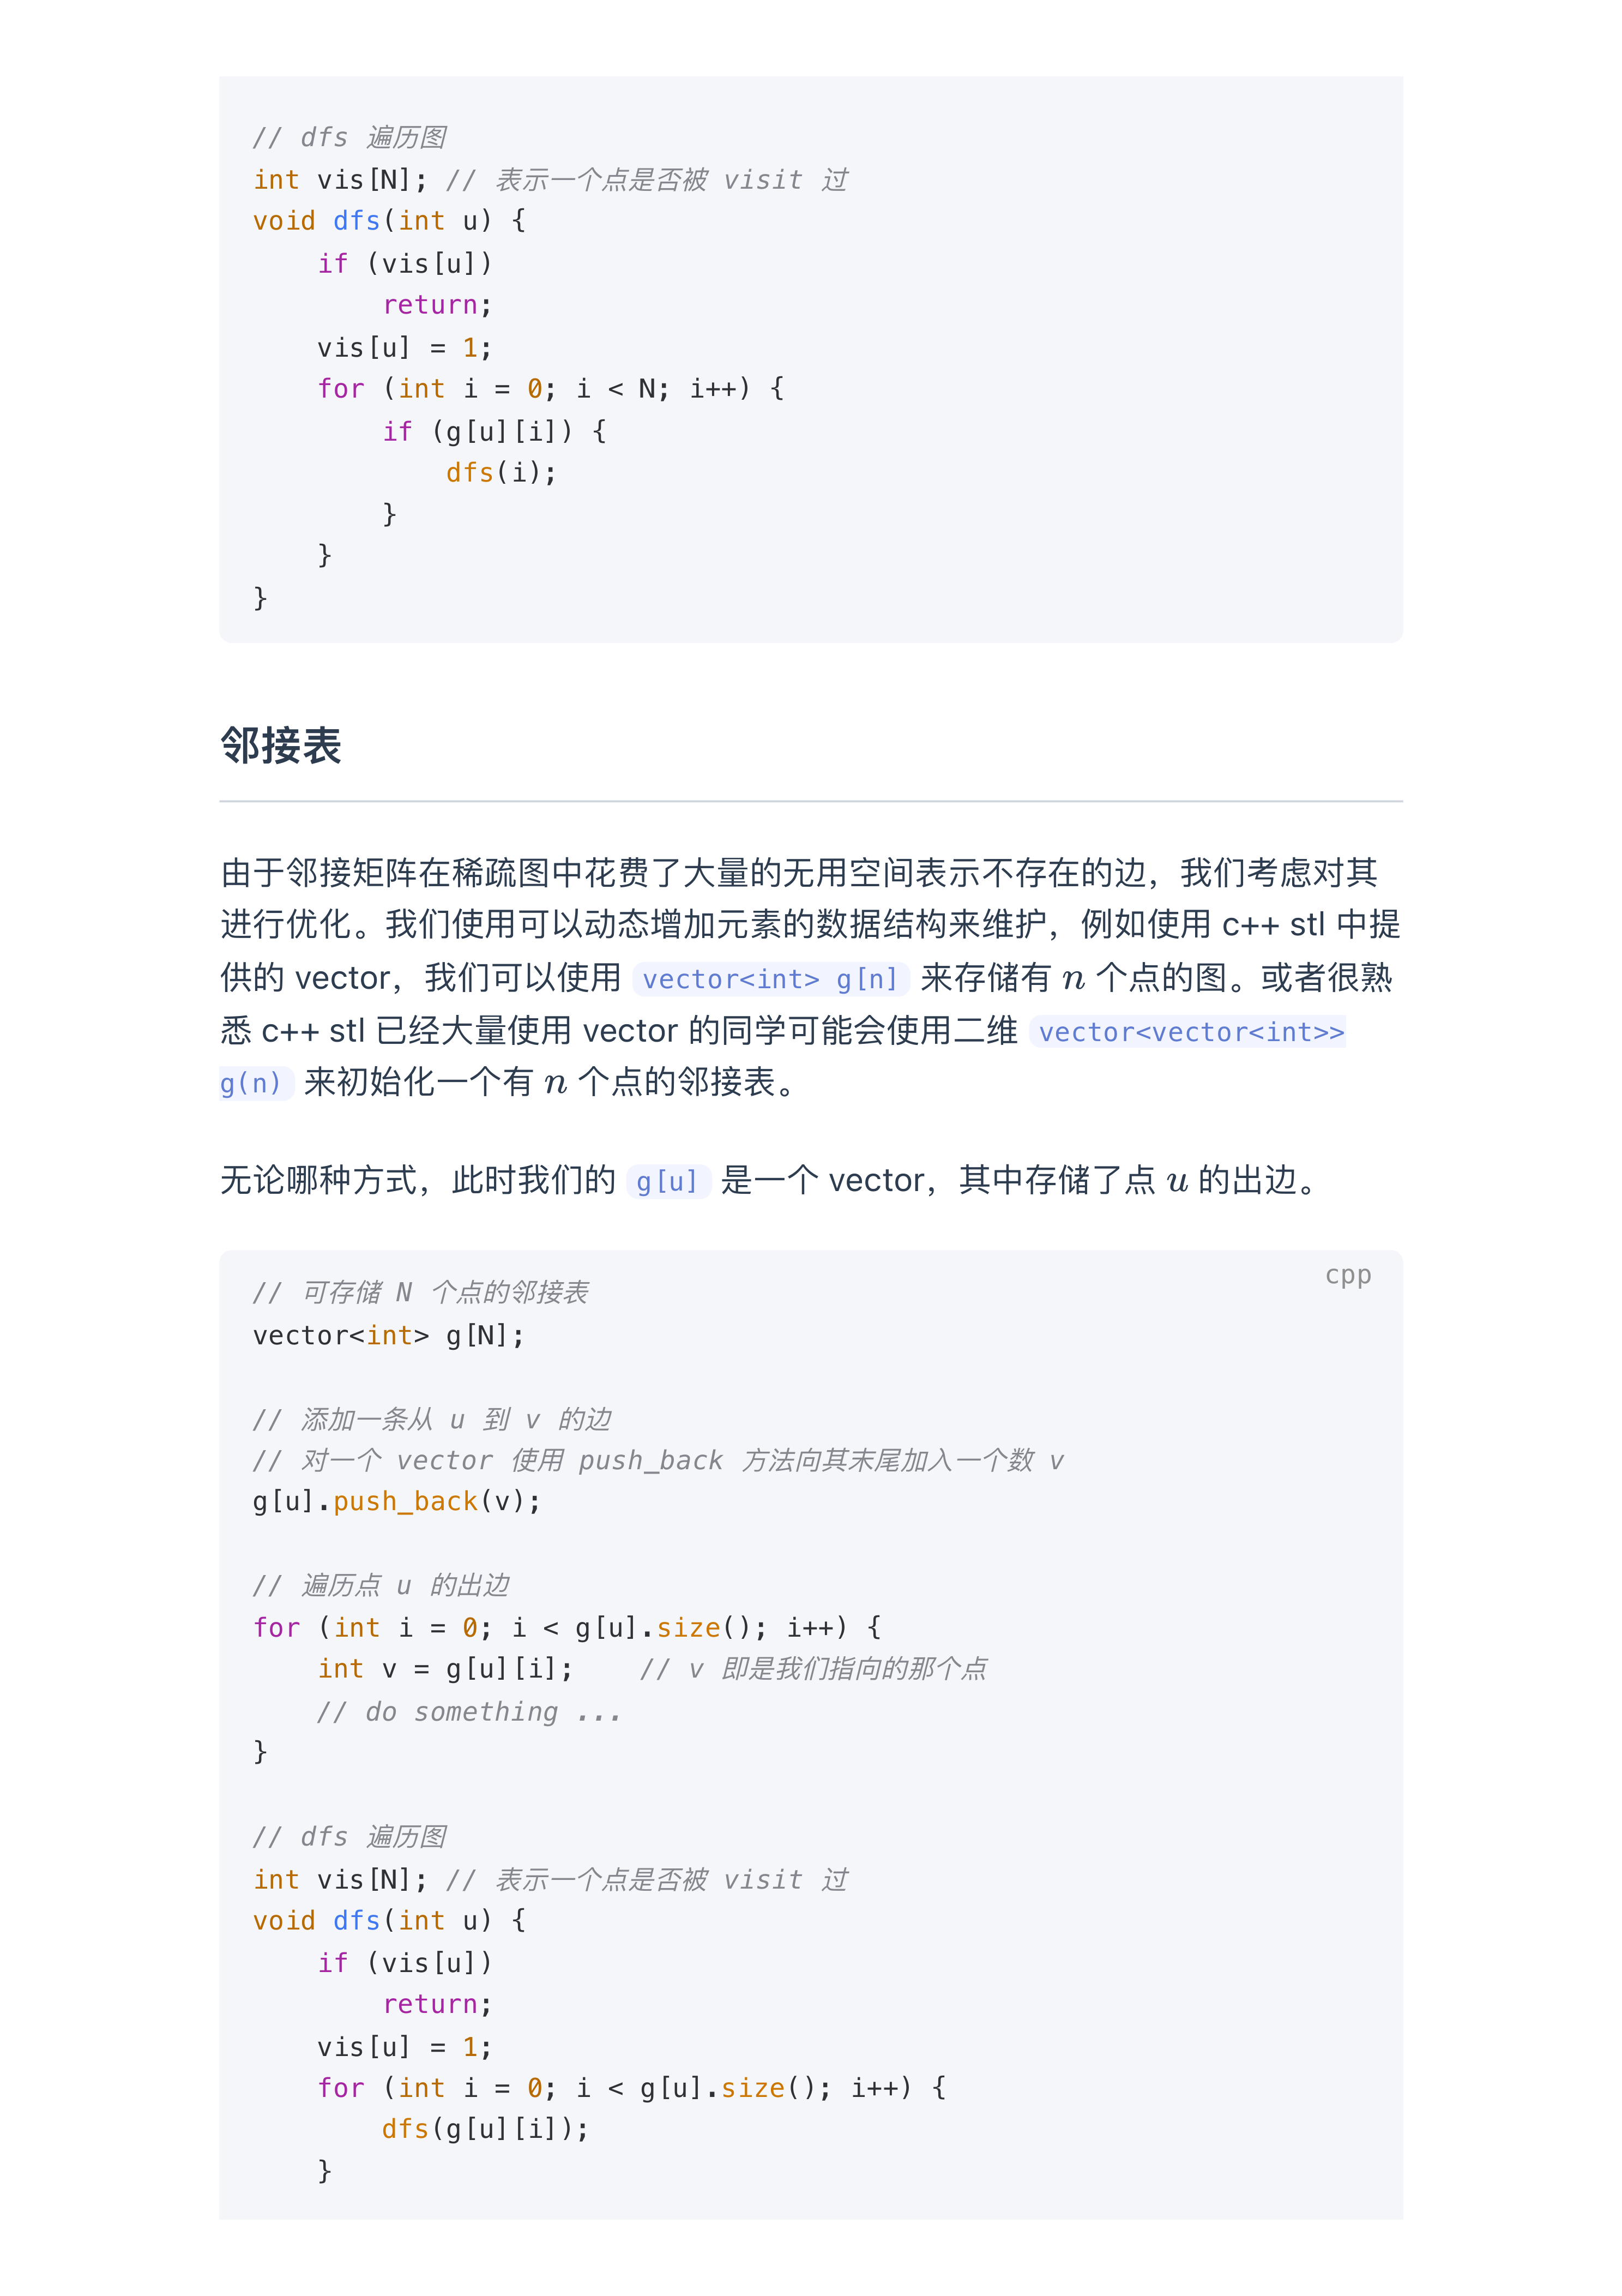 // dfs 遍历图
int vis[N]; // 表示一个点是否被 visit 过
void dfs(int u) {
    if (vis[u])
        return;
    vis[u] = 1;
    for (int i = 0; i < N; i++) {
        if (g[u][i]) {
            dfs(i);
        }
    }
}
邻接表
由于邻接矩阵在稀疏图中花费了大量的无用空间表示不存在的边，我们考虑对其
进行优化。我们使用可以动态增加元素的数据结构来维护，例如使用 c++ stl 中提
供的 vector，我们可以使用 vector<int> g[n] 来存储有 n 个点的图。或者很熟
悉 c++ stl 已经大量使用 vector 的同学可能会使用二维 vector<vector<int>>
g(n) 来初始化一个有 n 个点的邻接表。
无论哪种方式，此时我们的 g[u] 是一个 vector，其中存储了点 u 的出边。
cpp
// 可存储 N 个点的邻接表
vector<int> g[N];
// 添加一条从 u 到 v 的边
// 对一个 vector 使用 push_back 方法向其末尾加入一个数 v
g[u].push_back(v);
// 遍历点 u 的出边
for (int i = 0; i < g[u].size(); i++) {
    int v = g[u][i];    // v 即是我们指向的那个点
    // do something ...
}
// dfs 遍历图
int vis[N]; // 表示一个点是否被 visit 过
void dfs(int u) {
    if (vis[u])
        return;
    vis[u] = 1;
    for (int i = 0; i < g[u].size(); i++) {
        dfs(g[u][i]);
    }